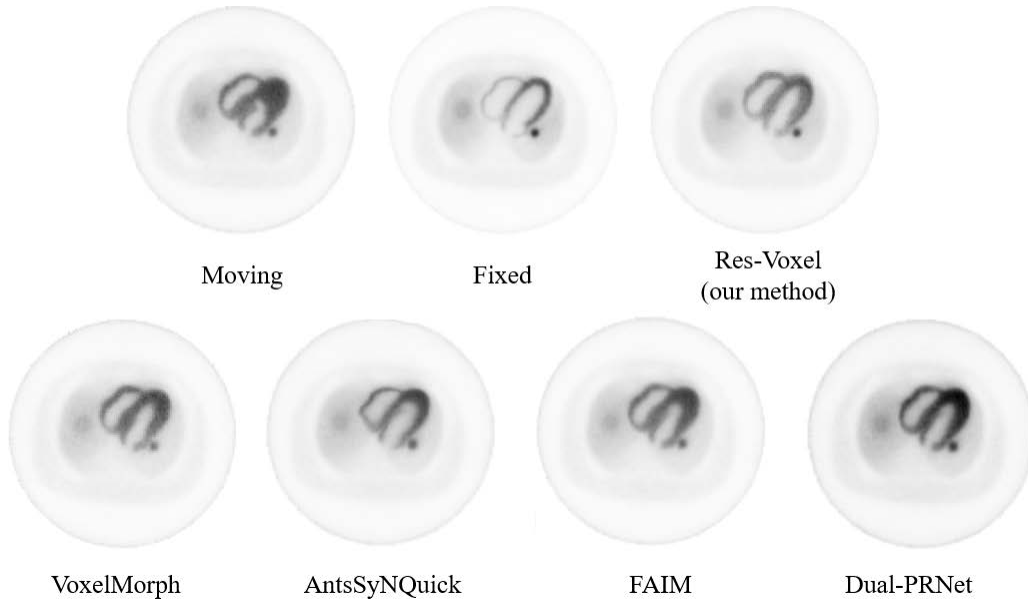 Moving
Fixed
Res-Voxel
(our method)
VoxelMorph
AntsSyNQuick
FAIM
Dual-PRNet